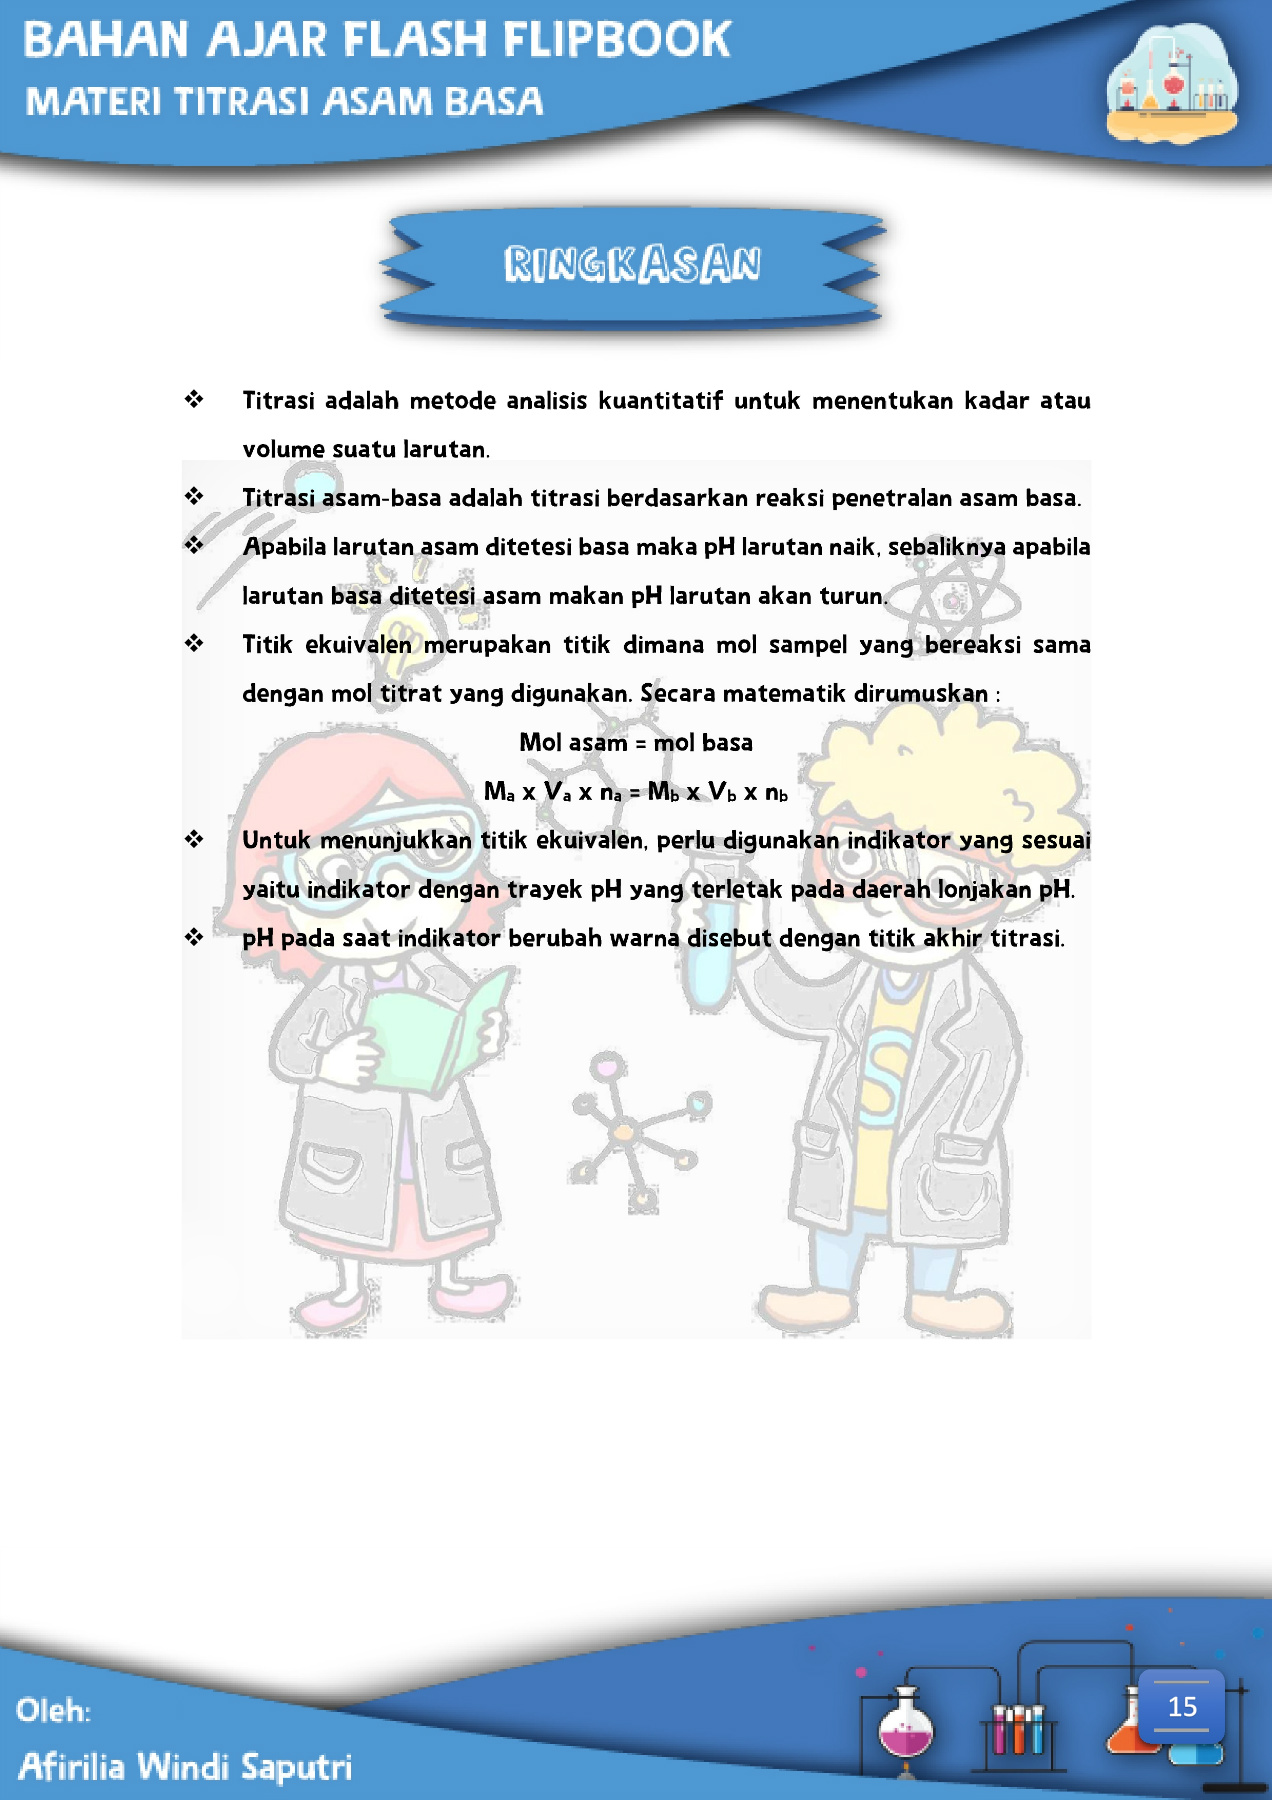 BAHAN AJAR FLASH FLIPBOOK
MATERI TITRASI ASAM BASA
RINGKASAN
❖ Titrasi adalah metode analisis kuantitatif untuk menentukan kadar atau
volume suatu larutan.
❖ Titrasi asam-basa adalah titrasi berdasarkan reaksi penetralan asam basa.
❖ Apabila larutan asam ditetesi basa maka pH larutan naik, sebaliknya apabila
larutan basa ditetesi asam makan pH larutan akan turun.
❖ Titik ekuivalen merupakan titik dimana mol sampel yang bereaksi sama
dengan mol titrat yang digunakan. Secara matematik dirumuskan :
Mol asam = mol basa
Mₐ x Vₐ x nₐ = M_b x V_b x n_b
❖ Untuk menunjukkan titik ekuivalen, perlu digunakan indikator yang sesuai
yaitu indikator dengan trayek pH yang terletak pada daerah lonjakan pH.
❖ pH pada saat indikator berubah warna disebut dengan titik akhir titrasi.
S
15
Oleh:
Afirilia Windi Saputri